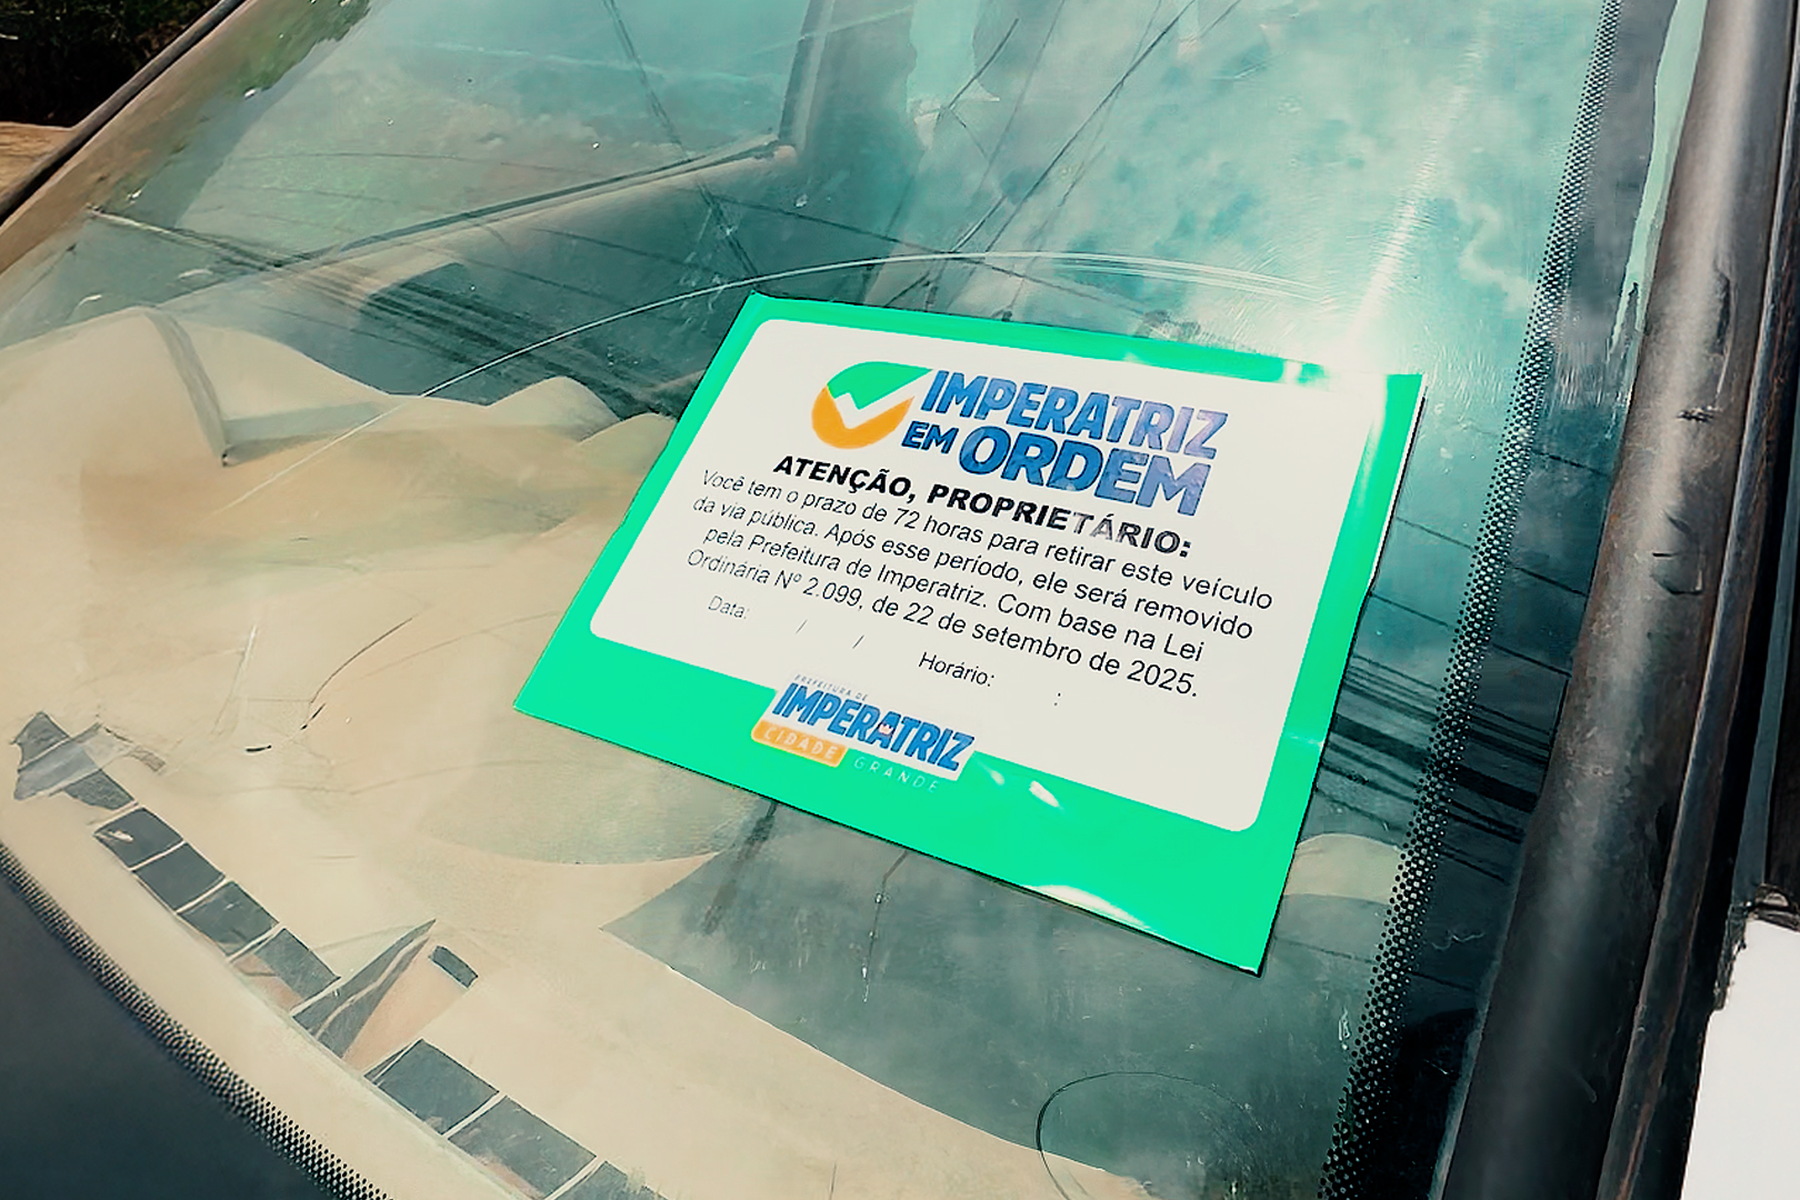 IMPERATRIZ
EM ORDEM
ATENÇÃO, PROPRIETÁRIO:
Você tem o prazo de 72 horas para retirar este veículo
da via pública. Após esse período, ele será removido
pela Prefeitura de Imperatriz. Com base na Lei
Ordinária Nº 2.099, de 22 de setembro de 2025.
Data: / / Horário: :
PREFEITURA DE
IMPERATRIZ
CIDADE GRANDE